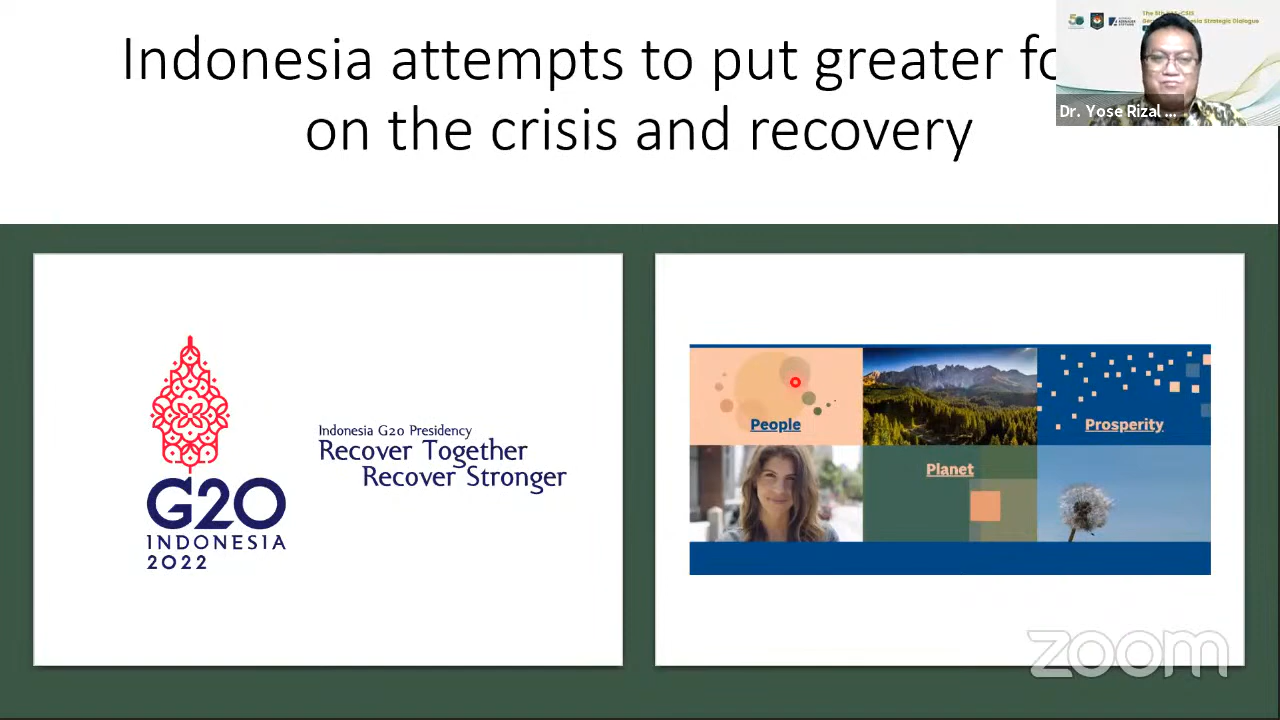 Indonesia attempts to put greater
on the crisis and recovery
Dr. Yose Rizal ...
Indonesia G20 Presidency
Recover Together
Recover Stronger
G20
INDONESIA
2022
People
Prosperity
Planet
zoom